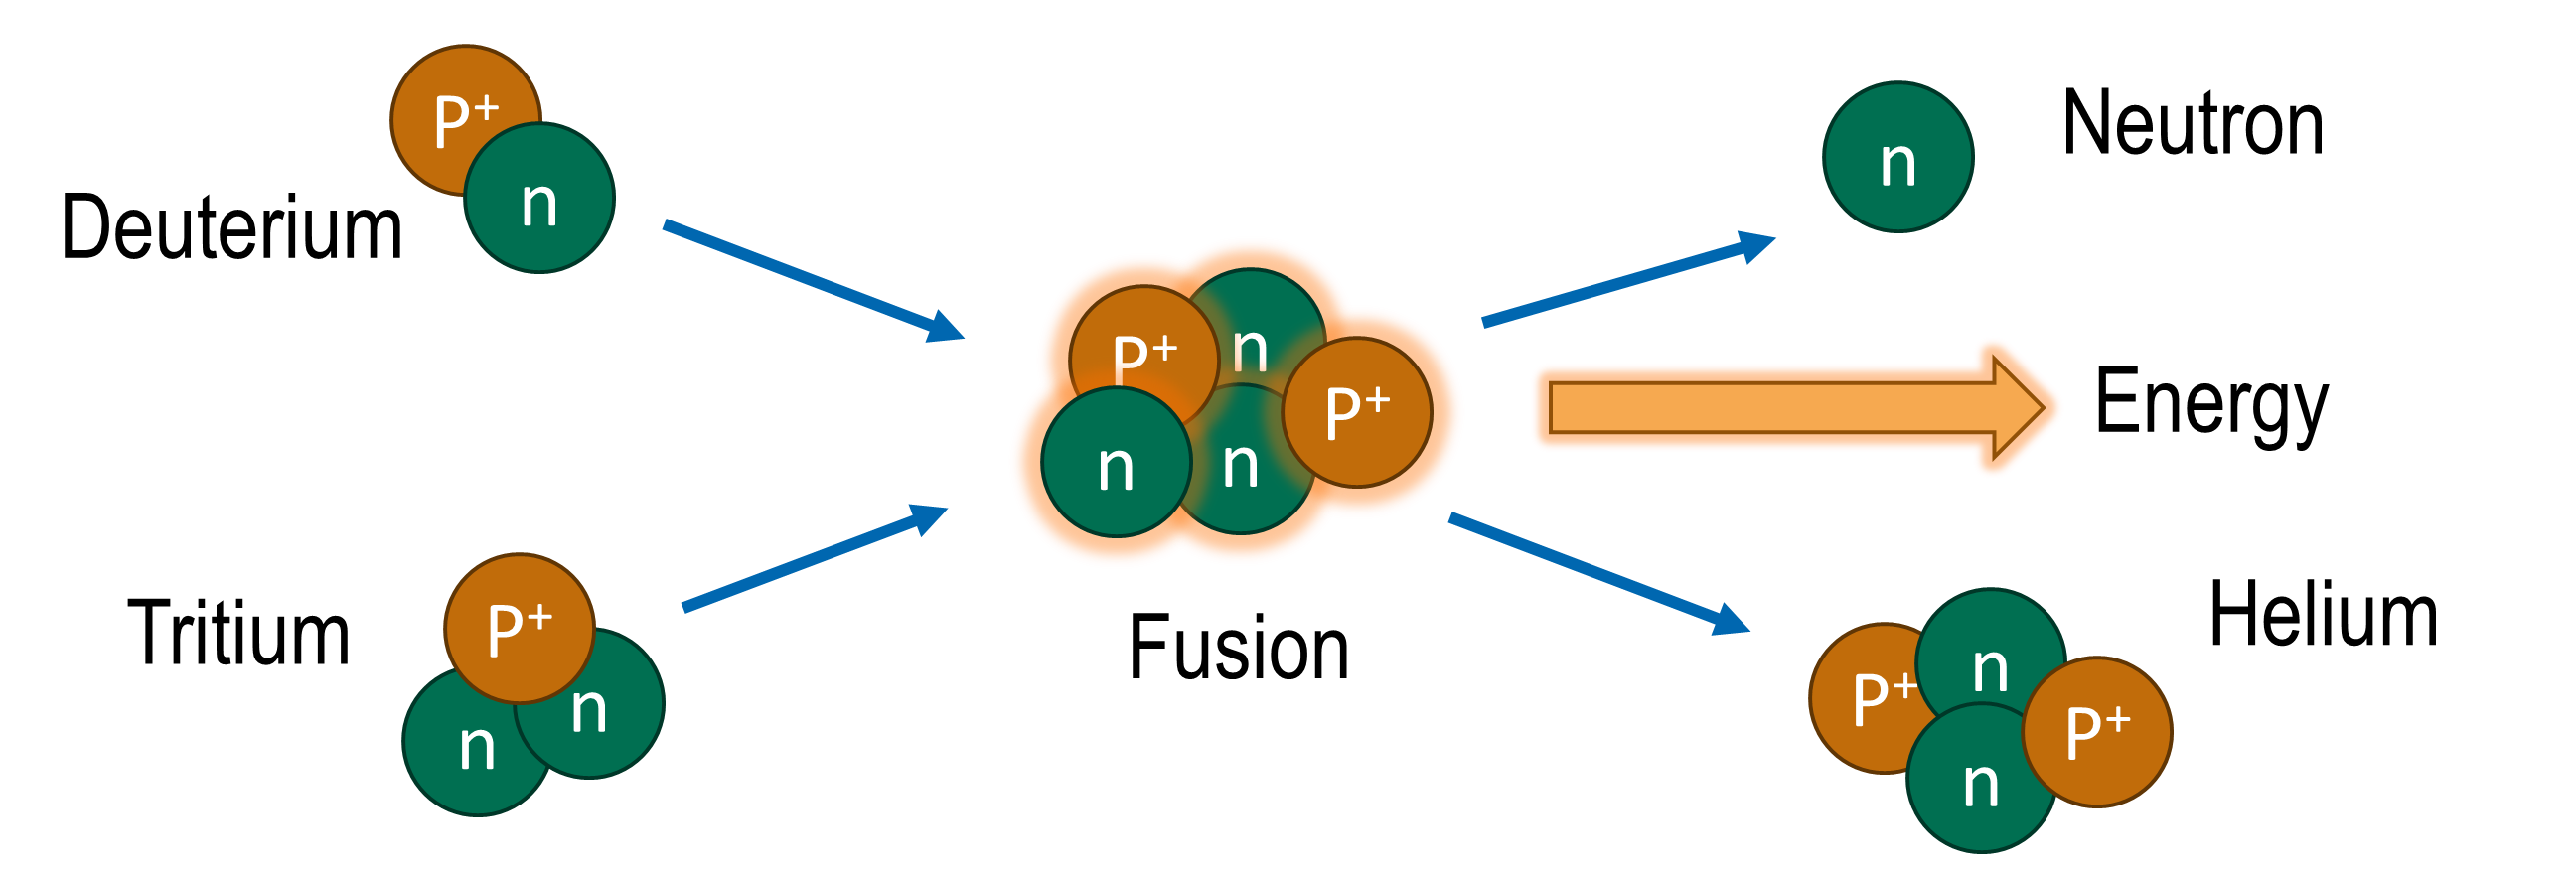 P+
n
Deuterium
n
Neutron
P+
n
P+
n
n
Energy
Tritium
P+
n
n
Fusion
Helium
P+
n
P+
n